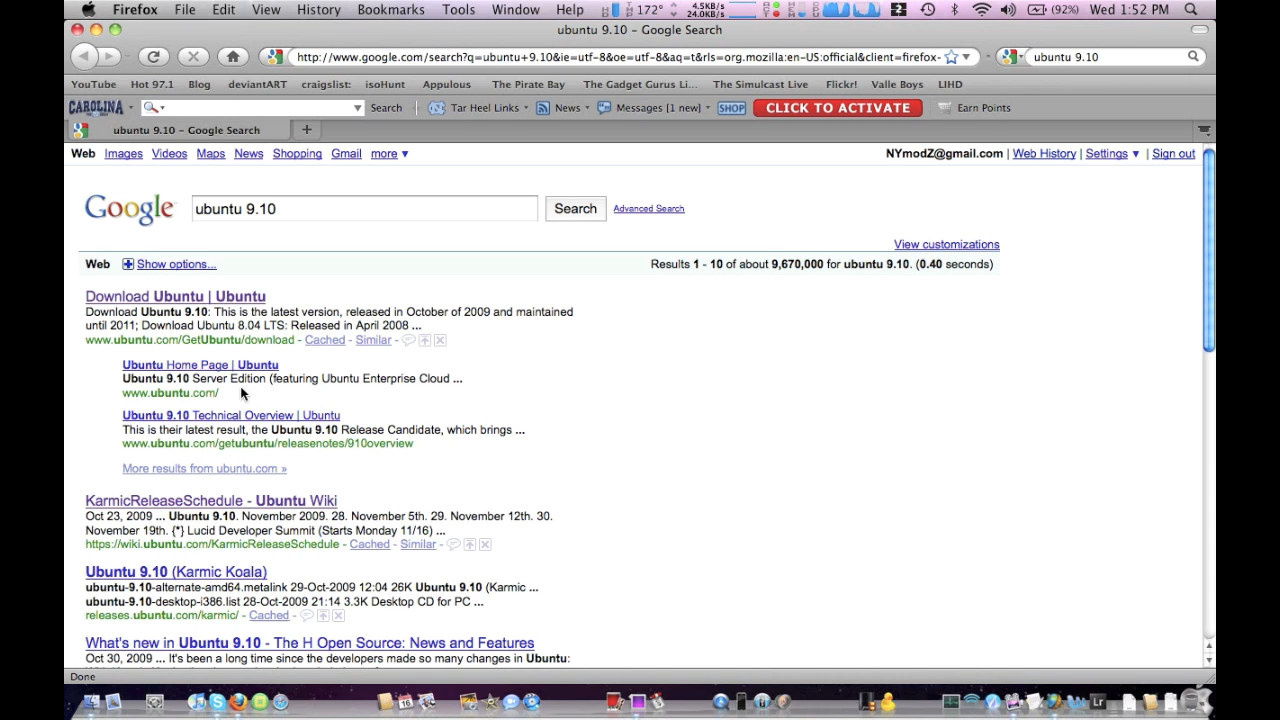 Firefox File Edit View History Bookmarks Tools Window Help 172° 4.5KB/s 24.0KB/s 2 (92%) Wed 1:52 PM
ubuntu 9.10 – Google Search
http://www.google.com/search?q=ubuntu+9.10&ie=utf-8&oe=utf-8&aq=t&rls=org.mozilla:en-US:official&client=firefox- ubuntu 9.10
YouTube Hot 97.1 Blog deviantART craigslist: isoHunt Appulous The Pirate Bay The Gadget Gurus Li... The Simulcast Live Flickr! Valle Boys LIHD
CAROLINA Search Tar Heel Links News Messages [1 new] SHOP CLICK TO ACTIVATE Earn Points
ubuntu 9.10 – Google Search
Web Images Videos Maps News Shopping Gmail more ▼ NYmodZ@gmail.com | Web History | Settings ▼ | Sign out
Google ubuntu 9.10 Search Advanced Search
View customizations
Web Show options... Results 1 - 10 of about 9,670,000 for ubuntu 9.10. (0.40 seconds)
Download Ubuntu | Ubuntu
Download Ubuntu 9.10: This is the latest version, released in October of 2009 and maintained
until 2011; Download Ubuntu 8.04 LTS: Released in April 2008 ...
www.ubuntu.com/GetUbuntu/download - Cached - Similar -
Ubuntu Home Page | Ubuntu
Ubuntu 9.10 Server Edition (featuring Ubuntu Enterprise Cloud ...
www.ubuntu.com/
Ubuntu 9.10 Technical Overview | Ubuntu
This is their latest result, the Ubuntu 9.10 Release Candidate, which brings ...
www.ubuntu.com/getubuntu/releasenotes/910overview
More results from ubuntu.com »
KarmicReleaseSchedule - Ubuntu Wiki
Oct 23, 2009 ... Ubuntu 9.10. November 2009. 28. November 5th. 29. November 12th. 30.
November 19th. {*} Lucid Developer Summit (Starts Monday 11/16) ...
https://wiki.ubuntu.com/KarmicReleaseSchedule - Cached - Similar -
Ubuntu 9.10 (Karmic Koala)
ubuntu-9.10-alternate-amd64.metalink 29-Oct-2009 12:04 26K Ubuntu 9.10 (Karmic ...
ubuntu-9.10-desktop-i386.list 28-Oct-2009 21:14 3.3K Desktop CD for PC ...
releases.ubuntu.com/karmic/ - Cached -
What's new in Ubuntu 9.10 - The H Open Source: News and Features
Oct 30, 2009 ... It's been a long time since the developers made so many changes in Ubuntu:
Done
16 Lr